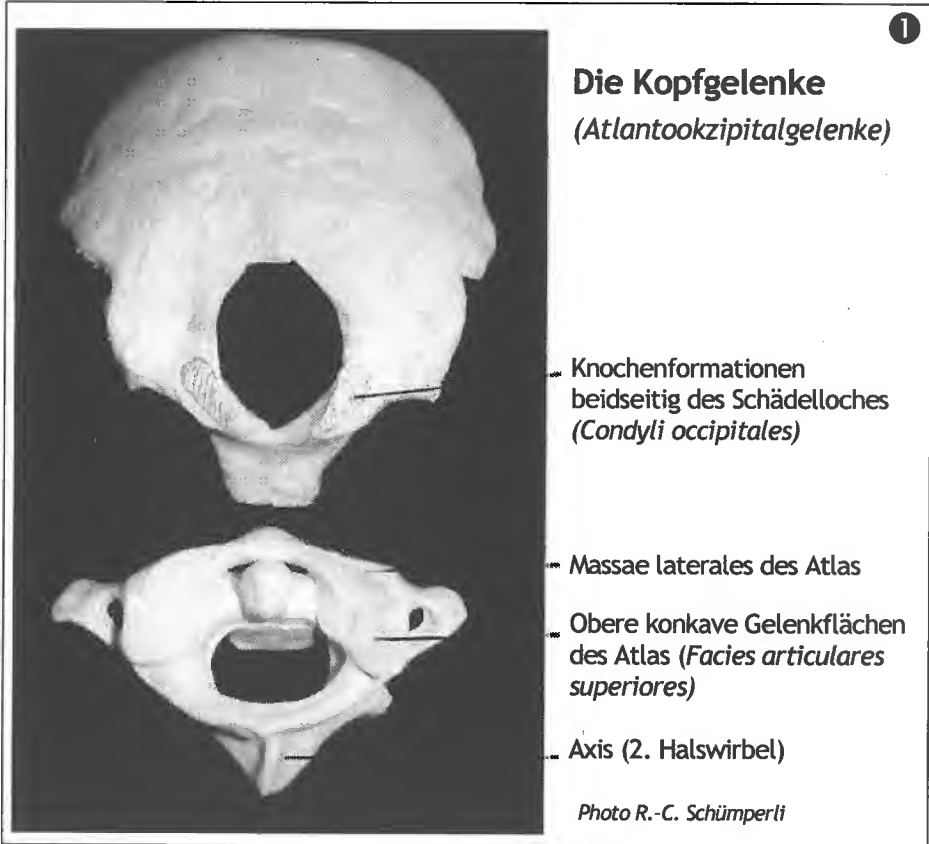 1
Die Kopfgelenke
(Atlantookzipitalgelenke)
Knochenformationen
beidseitig des Schädelloches
(Condyli occipitales)
Massae laterales des Atlas
Obere konkave Gelenkflächen
des Atlas (Facies articulares
superiores)
Axis (2. Halswirbel)
Photo R.-C. Schümperli